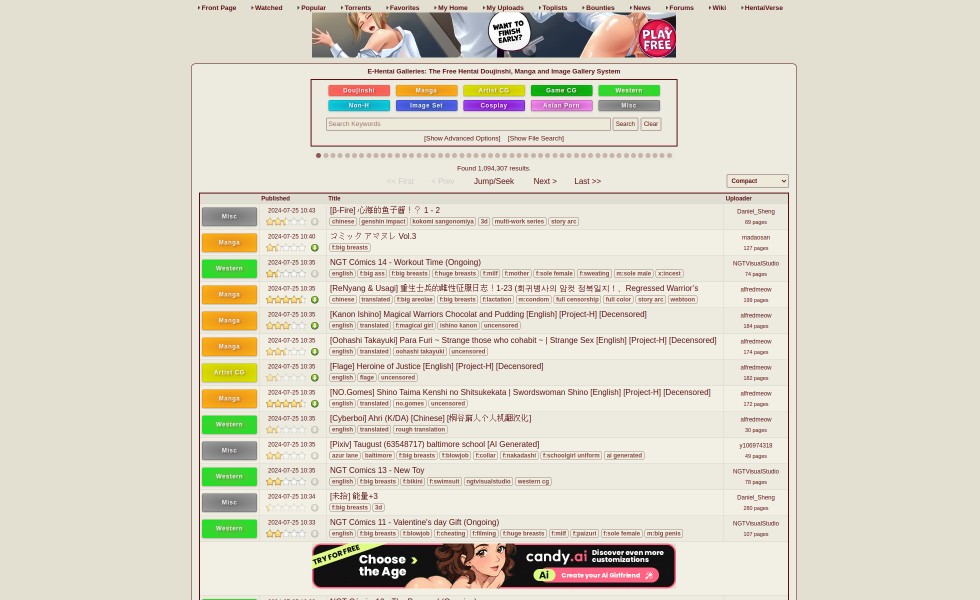 Front Page Watched Popular Torrents Favorites My Home My Uploads Toplists Bounties News Forums Wiki HentaiVerse
WANT TO FINISH EARLY?
PLAY FREE
E-Hentai Galleries: The Free Hentai Doujinshi, Manga and Image Gallery System
Doujinshi Manga Artist CG Game CG Western
Non-H Image Set Cosplay Asian Porn Misc
Search Keywords Search Clear
[Show Advanced Options] [Show File Search]
Found 1,094,307 results.
<< First < Prev Jump/Seek Next > Last >> Compact
Published Title Uploader
Misc 2024-07-25 10:43 [β-Fire] 心海的鱼子酱！？ 1 - 2 Daniel_Sheng
chinese genshin impact kokomi sangonomiya 3d multi-work series story arc 69 pages
Manga 2024-07-25 10:40 コミック アマヌレ Vol.3 madaosan
f:big breasts 127 pages
Western 2024-07-25 10:35 NGT Cómics 14 - Workout Time (Ongoing) NGTVisualStudio
english f:big ass f:big breasts f:huge breasts f:milf f:mother f:sole female f:sweating m:sole male x:incest 74 pages
Manga 2024-07-25 10:35 [ReNyang & Usagi] 重生士兵的雌性征服日志！1-23 (회귀병사의 암컷 정복일지！、Regressed Warrior's alfredmeow
chinese translated f:big areolae f:big breasts f:lactation m:condom full censorship full color story arc webtoon 199 pages
Manga 2024-07-25 10:35 [Kanon Ishino] Magical Warriors Chocolat and Pudding [English] [Project-H] [Decensored] alfredmeow
english translated f:magical girl ishino kanon uncensored 184 pages
Manga 2024-07-25 10:35 [Oohashi Takayuki] Para Furi ~ Strange those who cohabit ~ | Strange Sex [English] [Project-H] [Decensored] alfredmeow
english translated oohashi takayuki uncensored 174 pages
Artist CG 2024-07-25 10:35 [Flage] Heroine of Justice [English] [Project-H] [Decensored] alfredmeow
english flage uncensored 182 pages
Manga 2024-07-25 10:35 [NO.Gomes] Shino Taima Kenshi no Shitsukekata | Swordswoman Shino [English] [Project-H] [Decensored] alfredmeow
english translated no.gomes uncensored 172 pages
Western 2024-07-25 10:35 [Cyberboi] Ahri (K/DA) [Chinese] [桐谷腐人个人机翻汉化] alfredmeow
english translated rough translation 30 pages
Misc 2024-07-25 10:35 [Pixiv] Taugust (63548717) baltimore school [AI Generated] y106974318
azur lane baltimore f:big breasts f:blowjob f:collar f:nakadashi f:schoolgirl uniform ai generated 49 pages
Western 2024-07-25 10:35 NGT Comics 13 - New Toy NGTVisualStudio
english f:big breasts f:bikini f:swimsuit ngtvisualstudio western cg 78 pages
Misc 2024-07-25 10:34 [未拾] 能量+3 Daniel_Sheng
f:big breasts 3d 280 pages
Western 2024-07-25 10:33 NGT Cómics 11 - Valentine's day Gift (Ongoing) NGTVisualStudio
english f:big breasts f:blowjob f:cheating f:filming f:huge breasts f:milf f:paizuri f:sole female m:big penis 107 pages
TRY FOR FREE Choose the Age candy.ai Discover even more customizations
Ai Create your AI Girlfriend